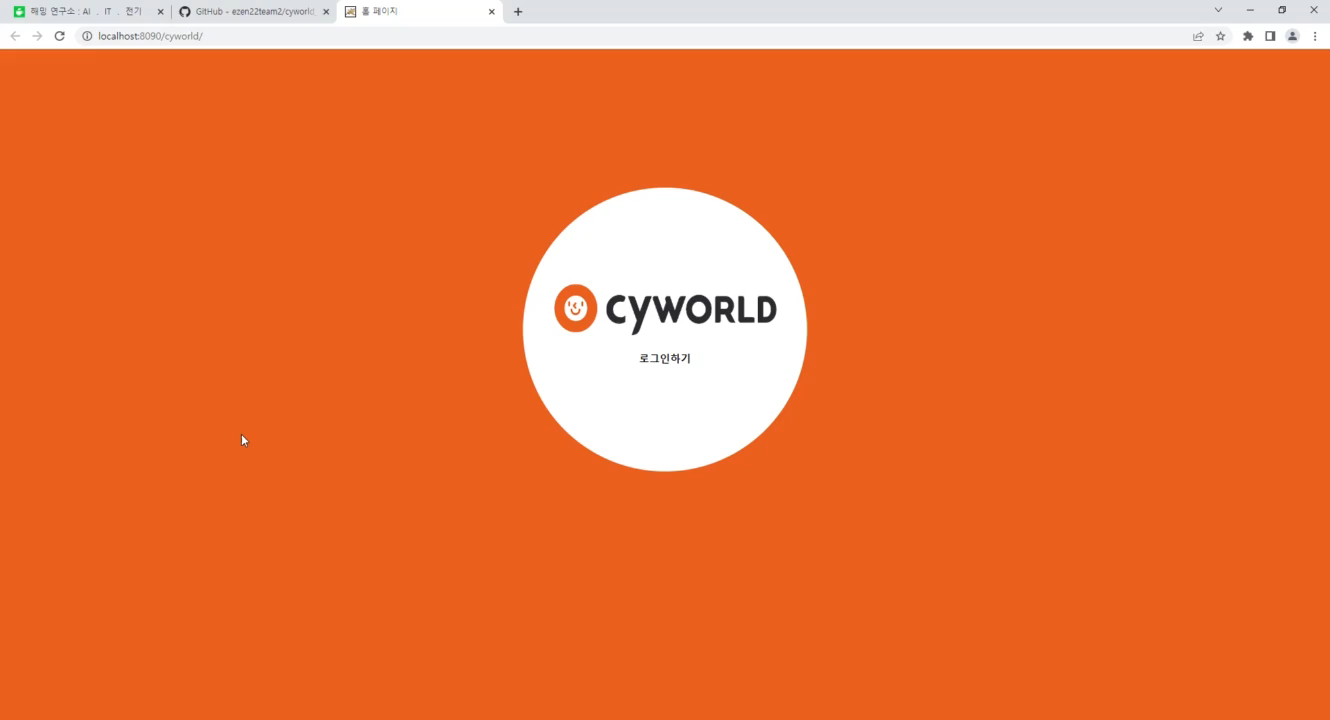 해밍 연구소 : AI . IT . 전기
GitHub - ezen22team2/cyworld_
홈 페이지
localhost:8090/cyworld/
CYWORLD
로그인하기